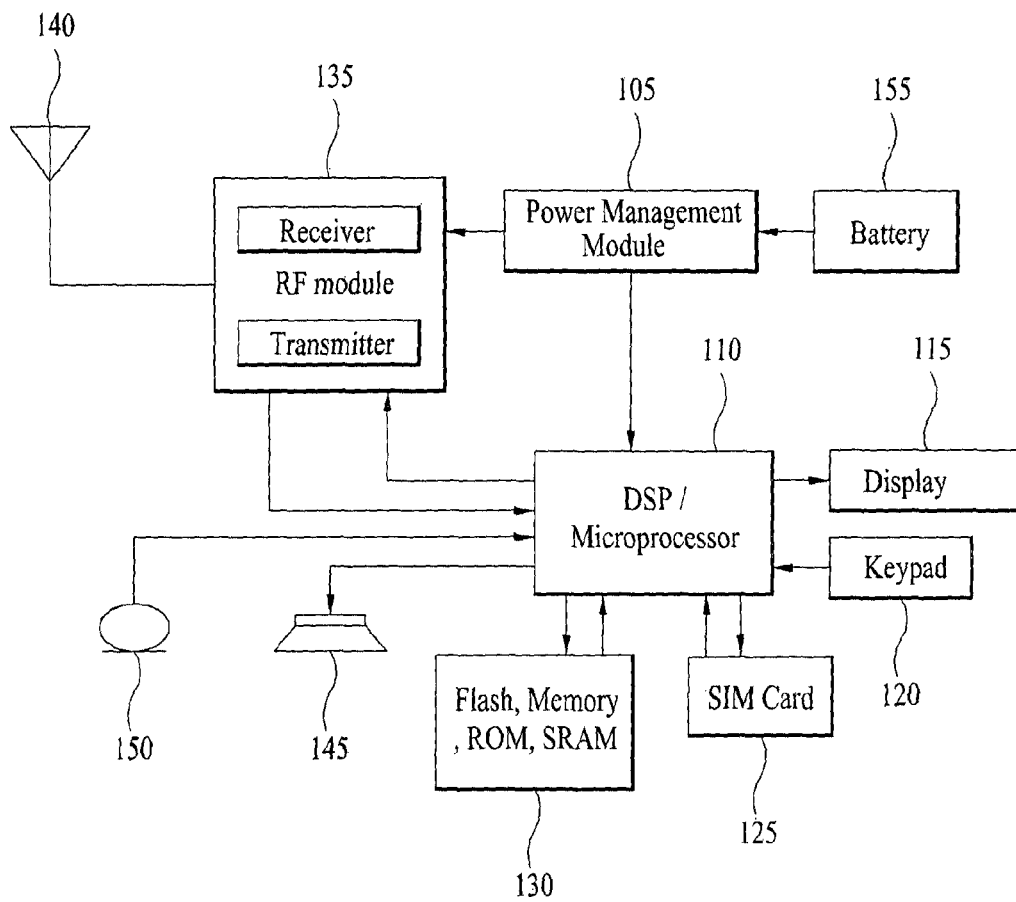 140
135
105
155
Receiver
RF module
Transmitter
Power Management
Module
Battery
110
115
DSP /
Microprocessor
Display
Keypad
120
150
145
Flash, Memory
, ROM, SRAM
SIM Card
125
130